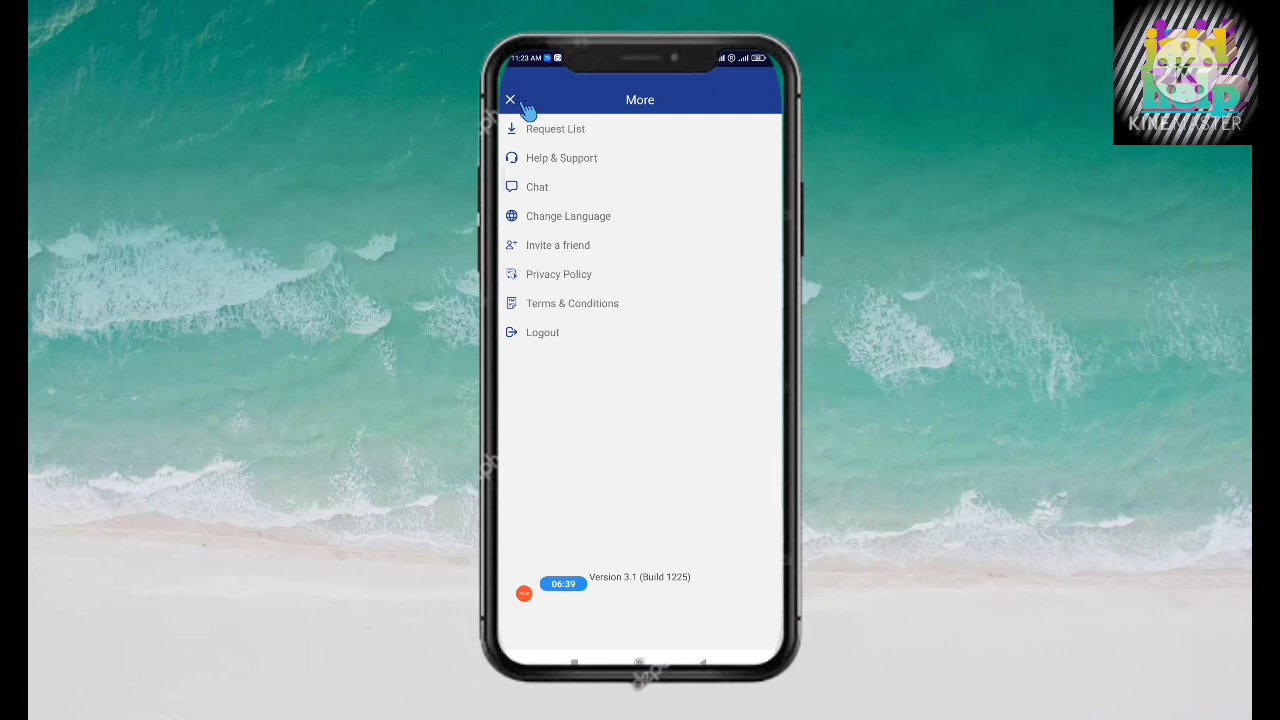 11:23 AM
More
Request List
Help & Support
Chat
Change Language
Invite a friend
Privacy Policy
Terms & Conditions
Logout
Version 3.1 (Build 1225)
06:39
help
KINEMASTER